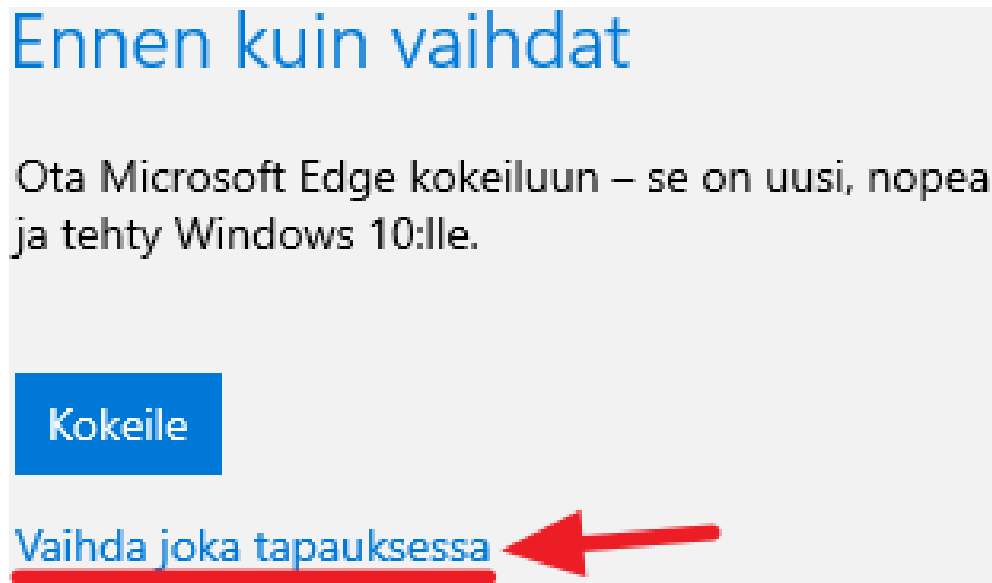 Ennen kuin vaihdat
Ota Microsoft Edge kokeiluun – se on uusi, nopea
ja tehty Windows 10:lle.
Kokeile
Vaihda joka tapauksessa